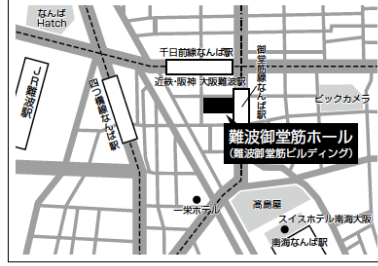 なんば
Hatch
千日前線なんば駅
近鉄・阪神 大阪難波駅
御堂筋線なんば駅
JR難波駅
四つ橋線なんば駅
ビックカメラ
難波御堂筋ホール
(難波御堂筋ビルディング)
一栄ホテル
髙島屋
スイスホテル南海大阪
南海なんば駅